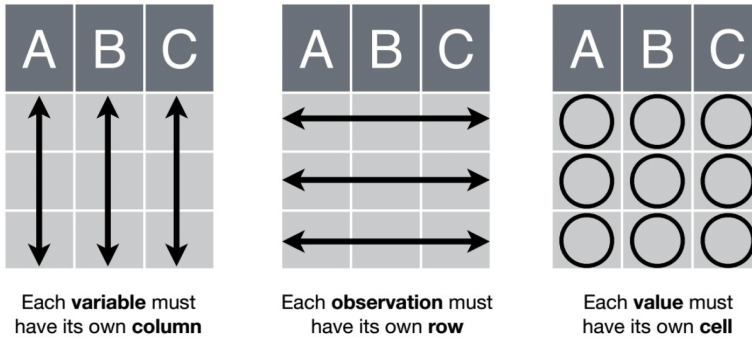 A B C
A B C
A B C
Each variable must
have its own column
Each observation must
have its own row
Each value must
have its own cell